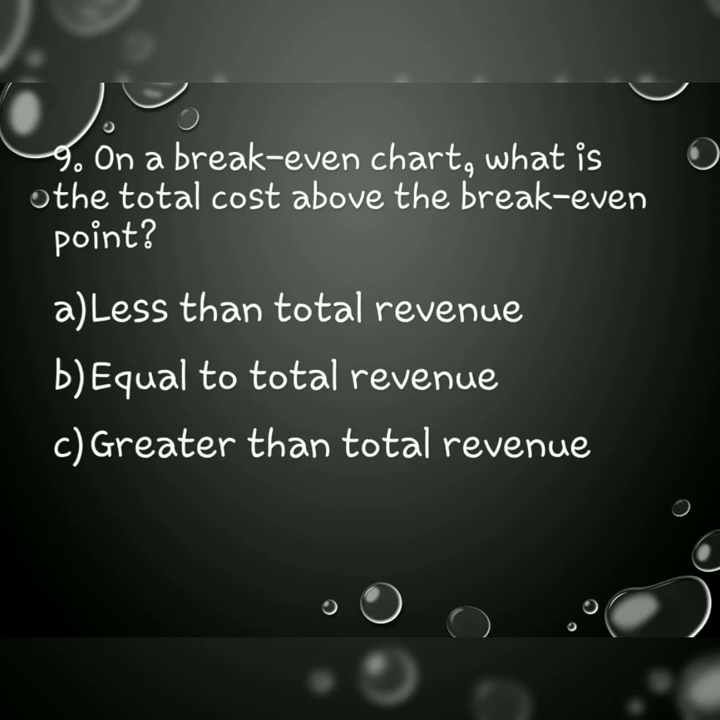 9. On a break-even chart, what is
the total cost above the break-even
point?
a) Less than total revenue
b) Equal to total revenue
c) Greater than total revenue